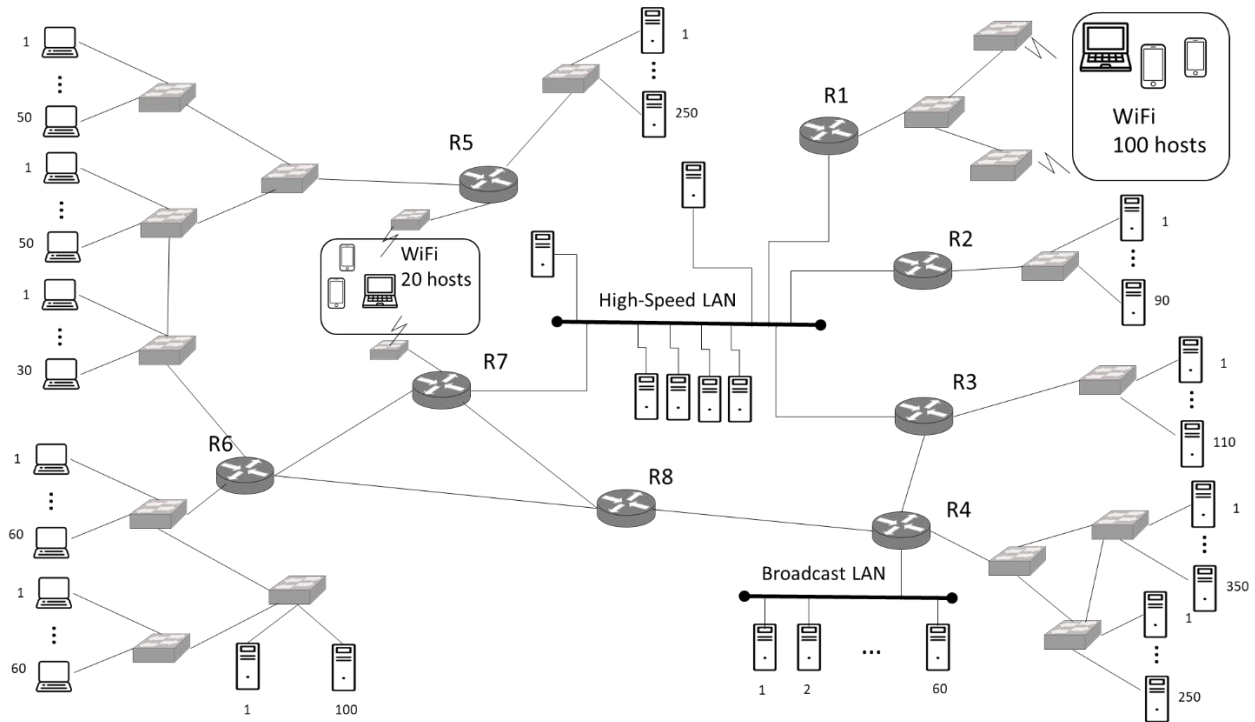 1
50
1
50
1
30
1
60
1
60
1
100
R5
1
250
WiFi
20 hosts
R7
R6
R8
High-Speed LAN
R1
WiFi
100 hosts
R2
1
90
R3
1
110
R4
1
350
1
250
Broadcast LAN
1
2
...
60